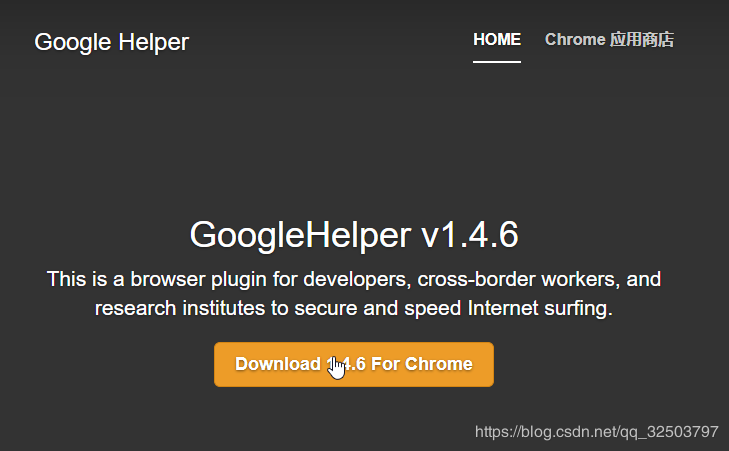 Google Helper
HOME
Chrome 应用商店
GoogleHelper v1.4.6
This is a browser plugin for developers, cross-border workers, and
research institutes to secure and speed Internet surfing.
Download 1.4.6 For Chrome
https://blog.csdn.net/qq_32503797